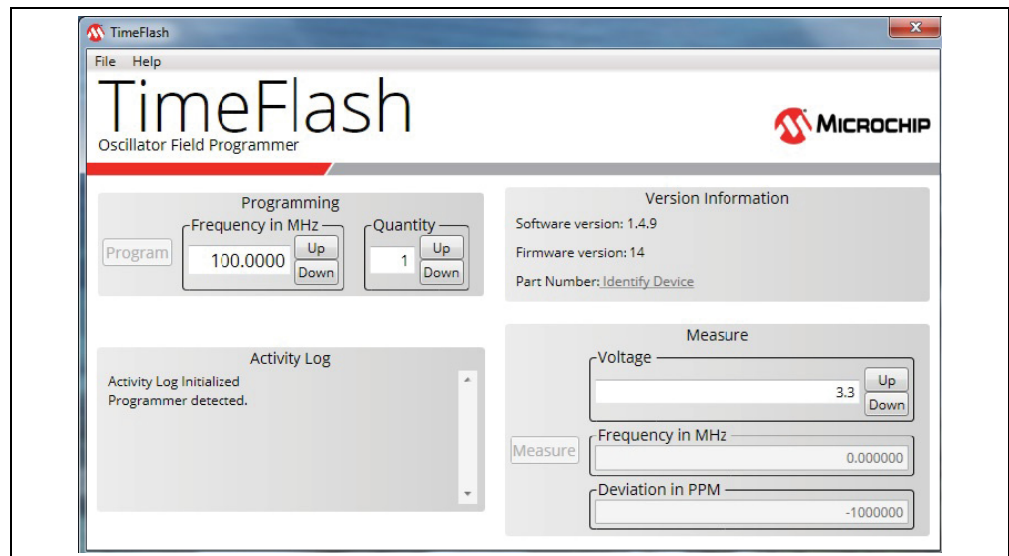 TimeFlash
File Help
TimeFlash
Oscillator Field Programmer
MICROCHIP
Programming
Frequency in MHz
Quantity
Program
100.0000
Up
Down
1
Up
Down
Version Information
Software version: 1.4.9
Firmware version: 14
Part Number: Identify Device
Activity Log
Activity Log Initialized
Programmer detected.
Measure
Voltage
3.3
Up
Down
Measure
Frequency in MHz
0.000000
Deviation in PPM
-1000000